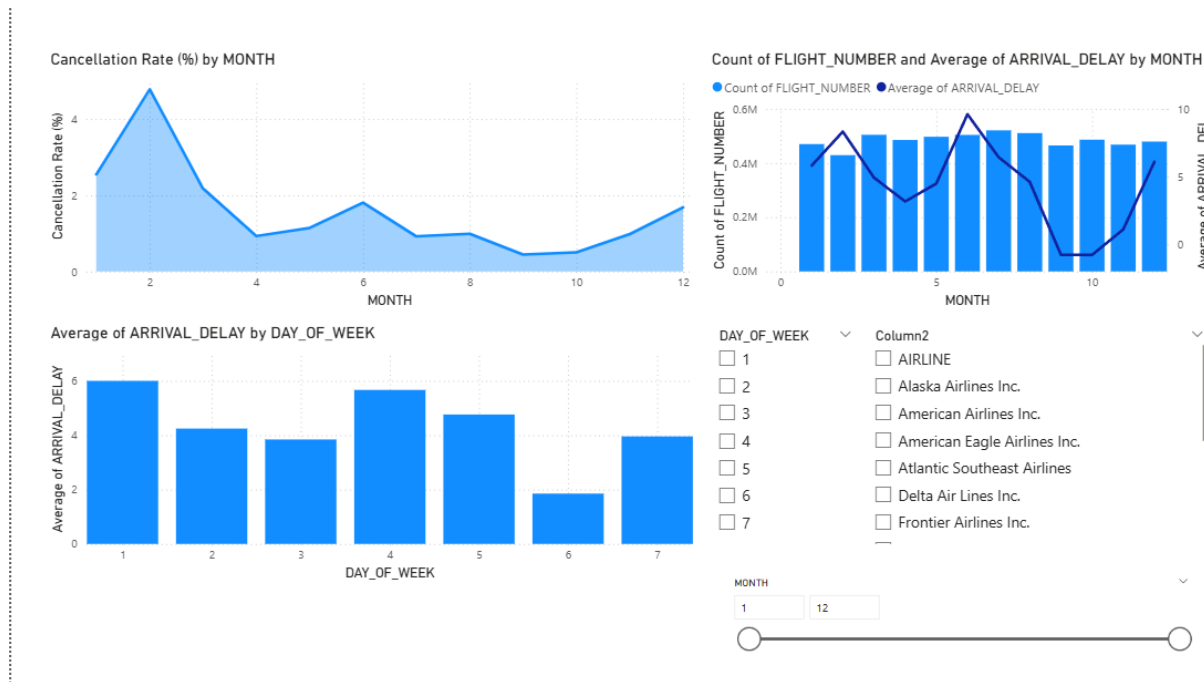 Cancellation Rate (%) by MONTH
Cancellation Rate (%)
4
2
0
2
4
6
8
10
12
MONTH
Count of FLIGHT_NUMBER and Average of ARRIVAL_DELAY by MONTH
Count of FLIGHT_NUMBER
Average of ARRIVAL_DELAY
Count of FLIGHT_NUMBER
0.6M
0.4M
0.2M
0.0M
10
5
0
Average of ARRIVAL_DEL
0
5
10
MONTH
Average of ARRIVAL_DELAY by DAY_OF_WEEK
Average of ARRIVAL_DELAY
6
4
2
0
1
2
3
4
5
6
7
DAY_OF_WEEK
DAY_OF_WEEK
1
2
3
4
5
6
7
Column2
AIRLINE
Alaska Airlines Inc.
American Airlines Inc.
American Eagle Airlines Inc.
Atlantic Southeast Airlines
Delta Air Lines Inc.
Frontier Airlines Inc.
MONTH
1
12